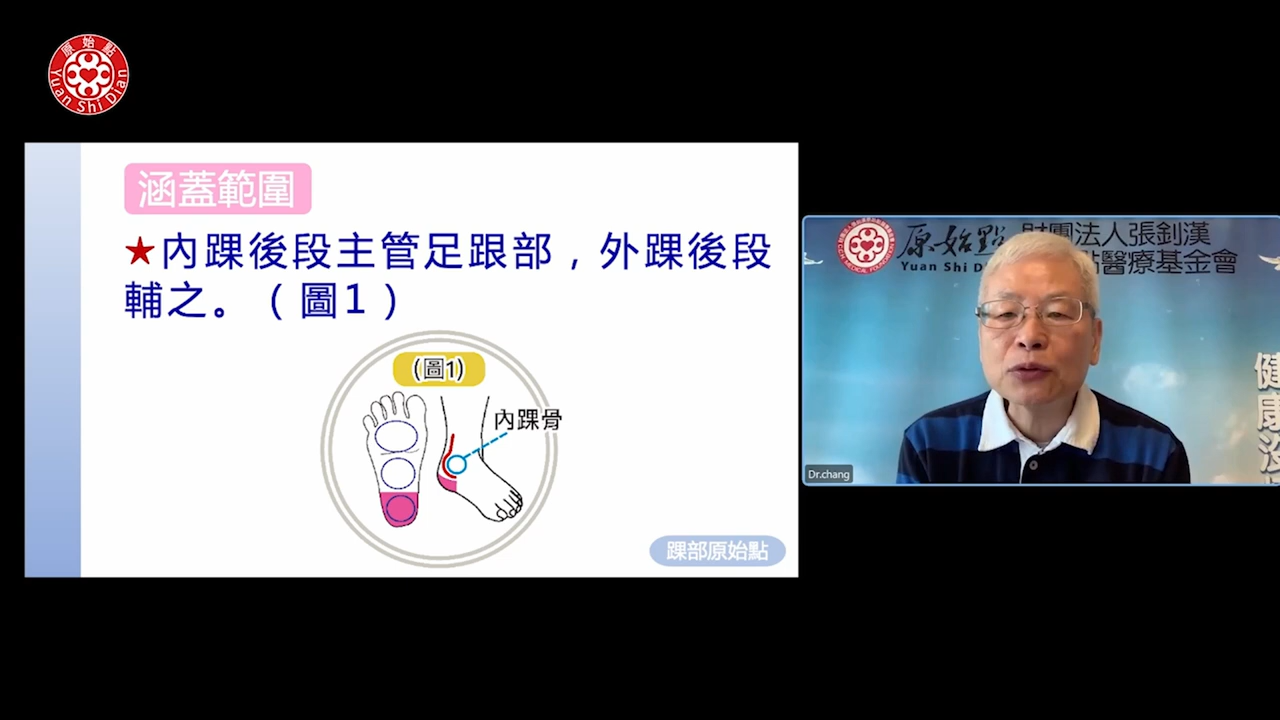 原始點
Yuan Shi Dian
涵蓋範圍
★內踝後段主管足跟部，外踝後段
輔之。（圖1）
(圖1)
內踝骨
踝部原始點
原始點
Yuan Shi D
財團法人張釗漢
點醫療基金會
健康沒
Dr.chang